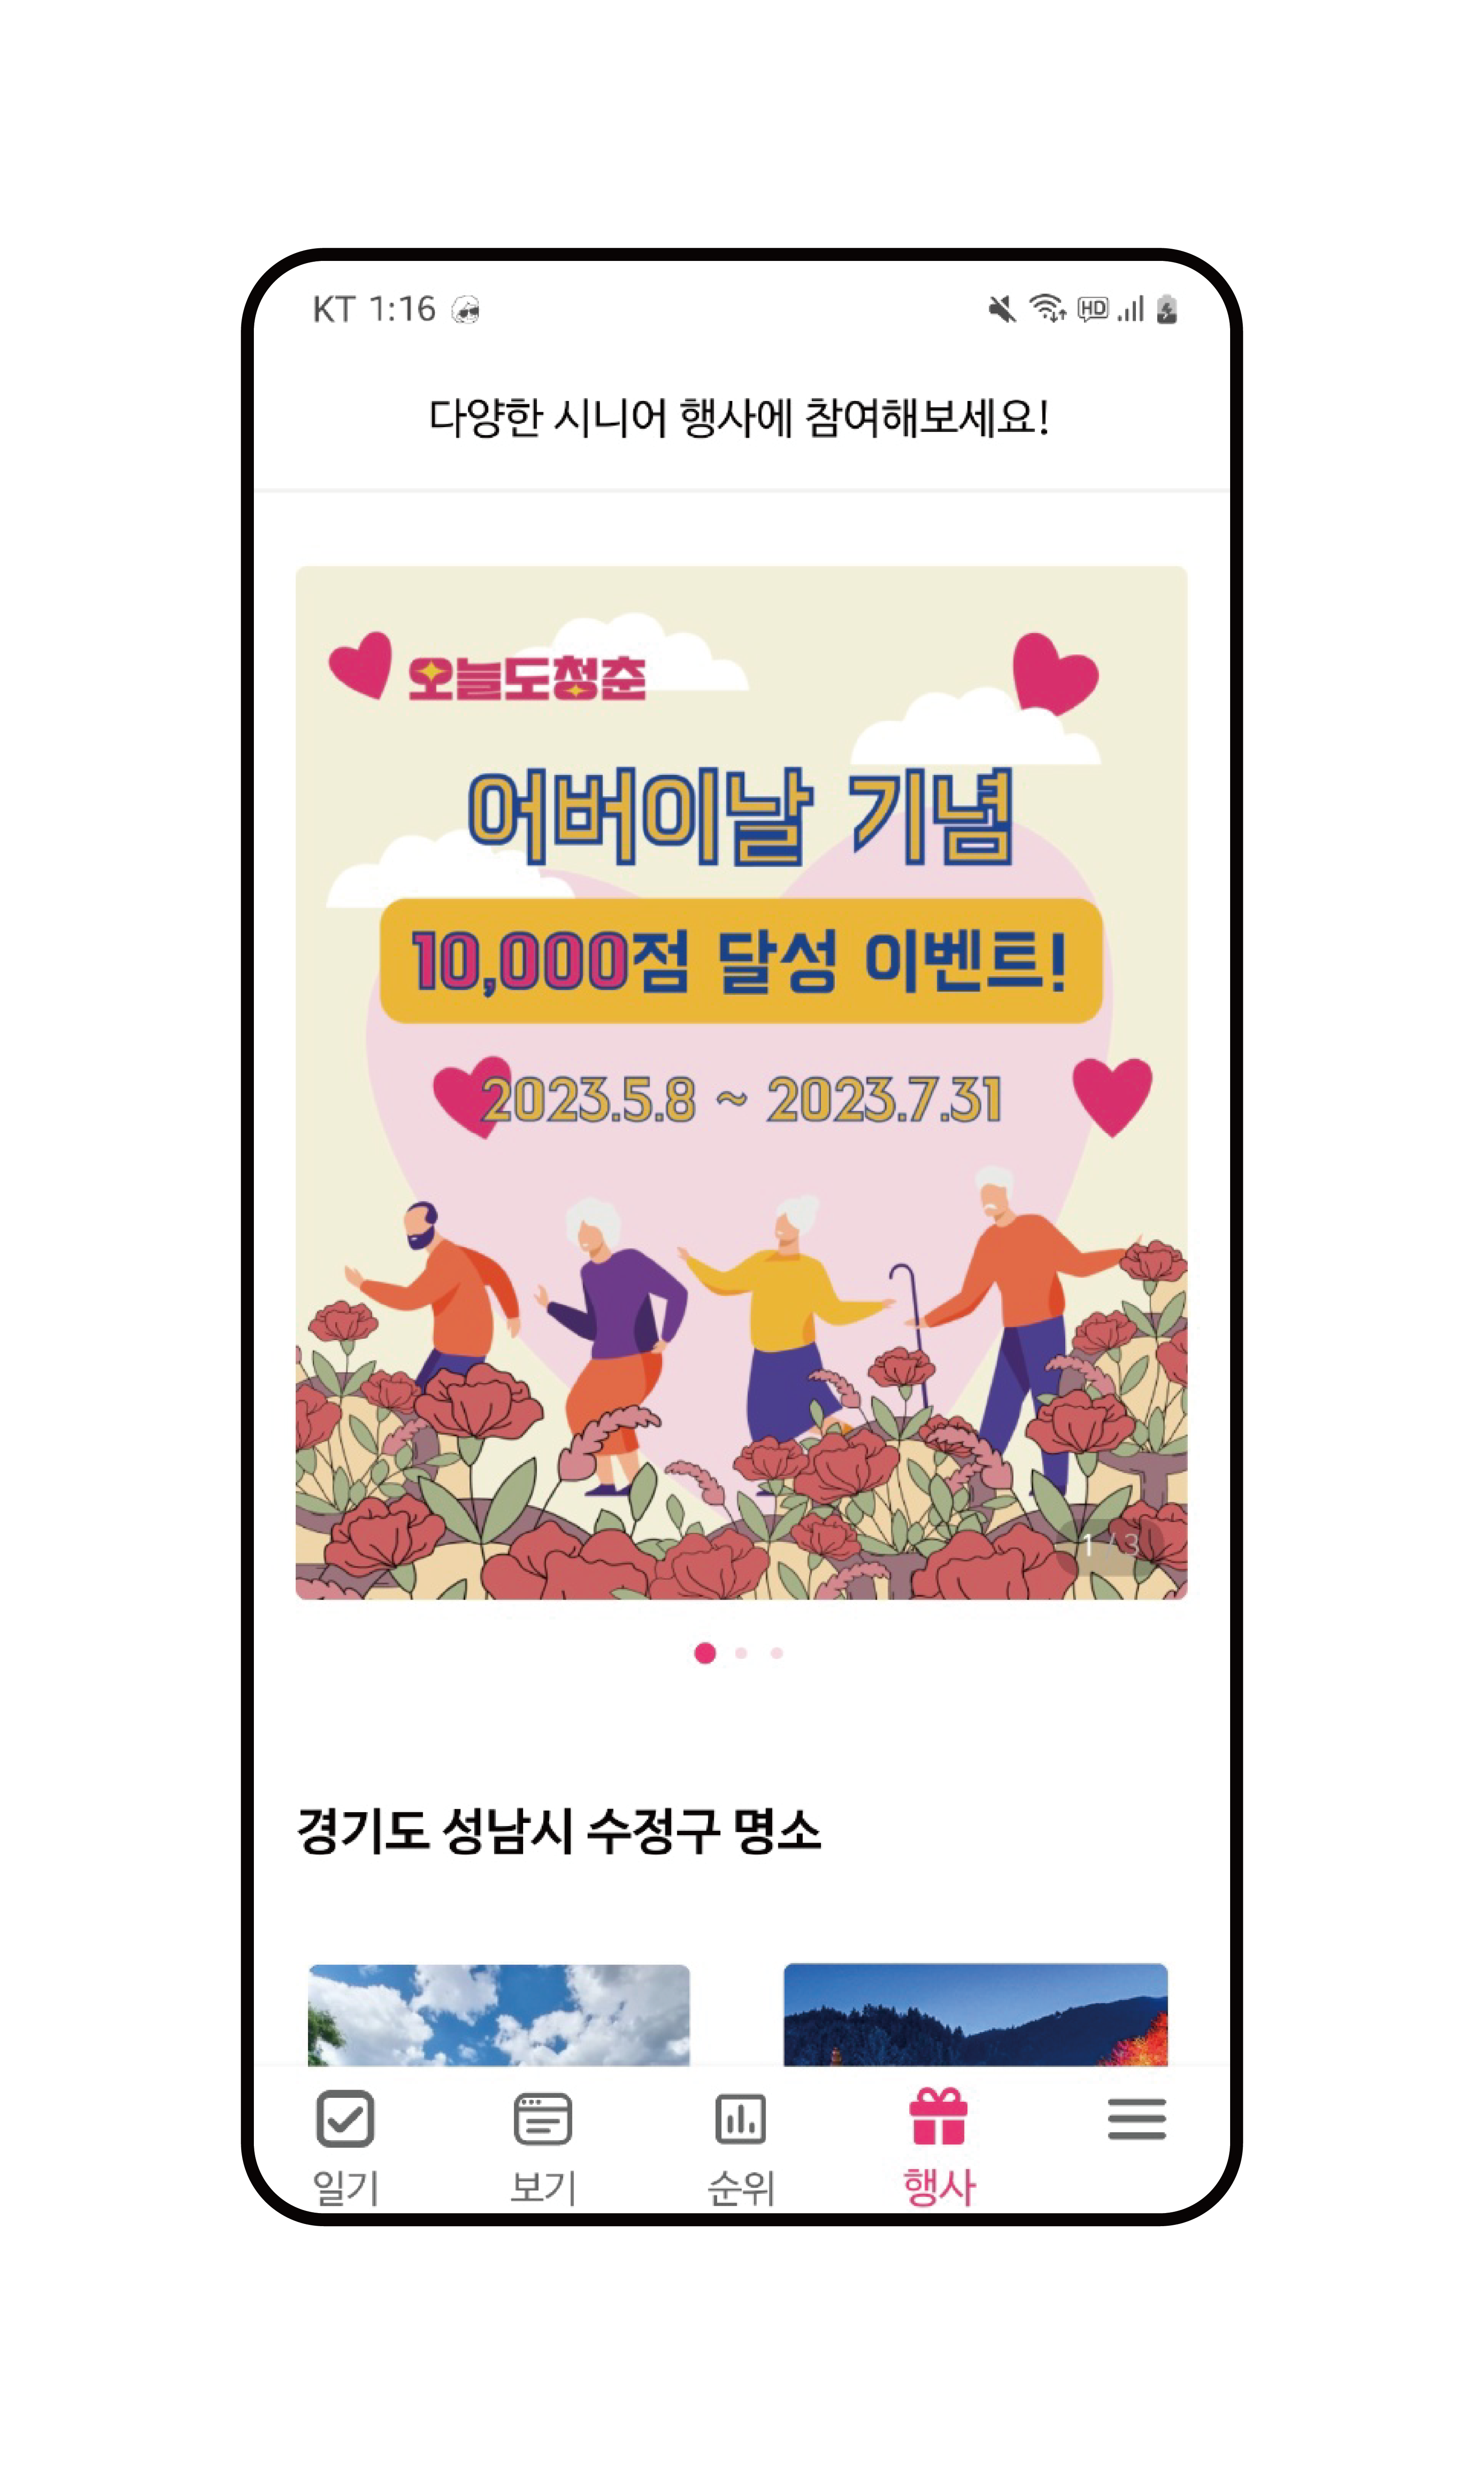 KT 1:16
HD
다양한 시니어 행사에 참여해보세요!
오늘도청춘
어버이날 기념
10,000점 달성 이벤트!
2023.5.8 ~ 2023.7.31
1 / 3
경기도 성남시 수정구 명소
일기 보기 순위 행사